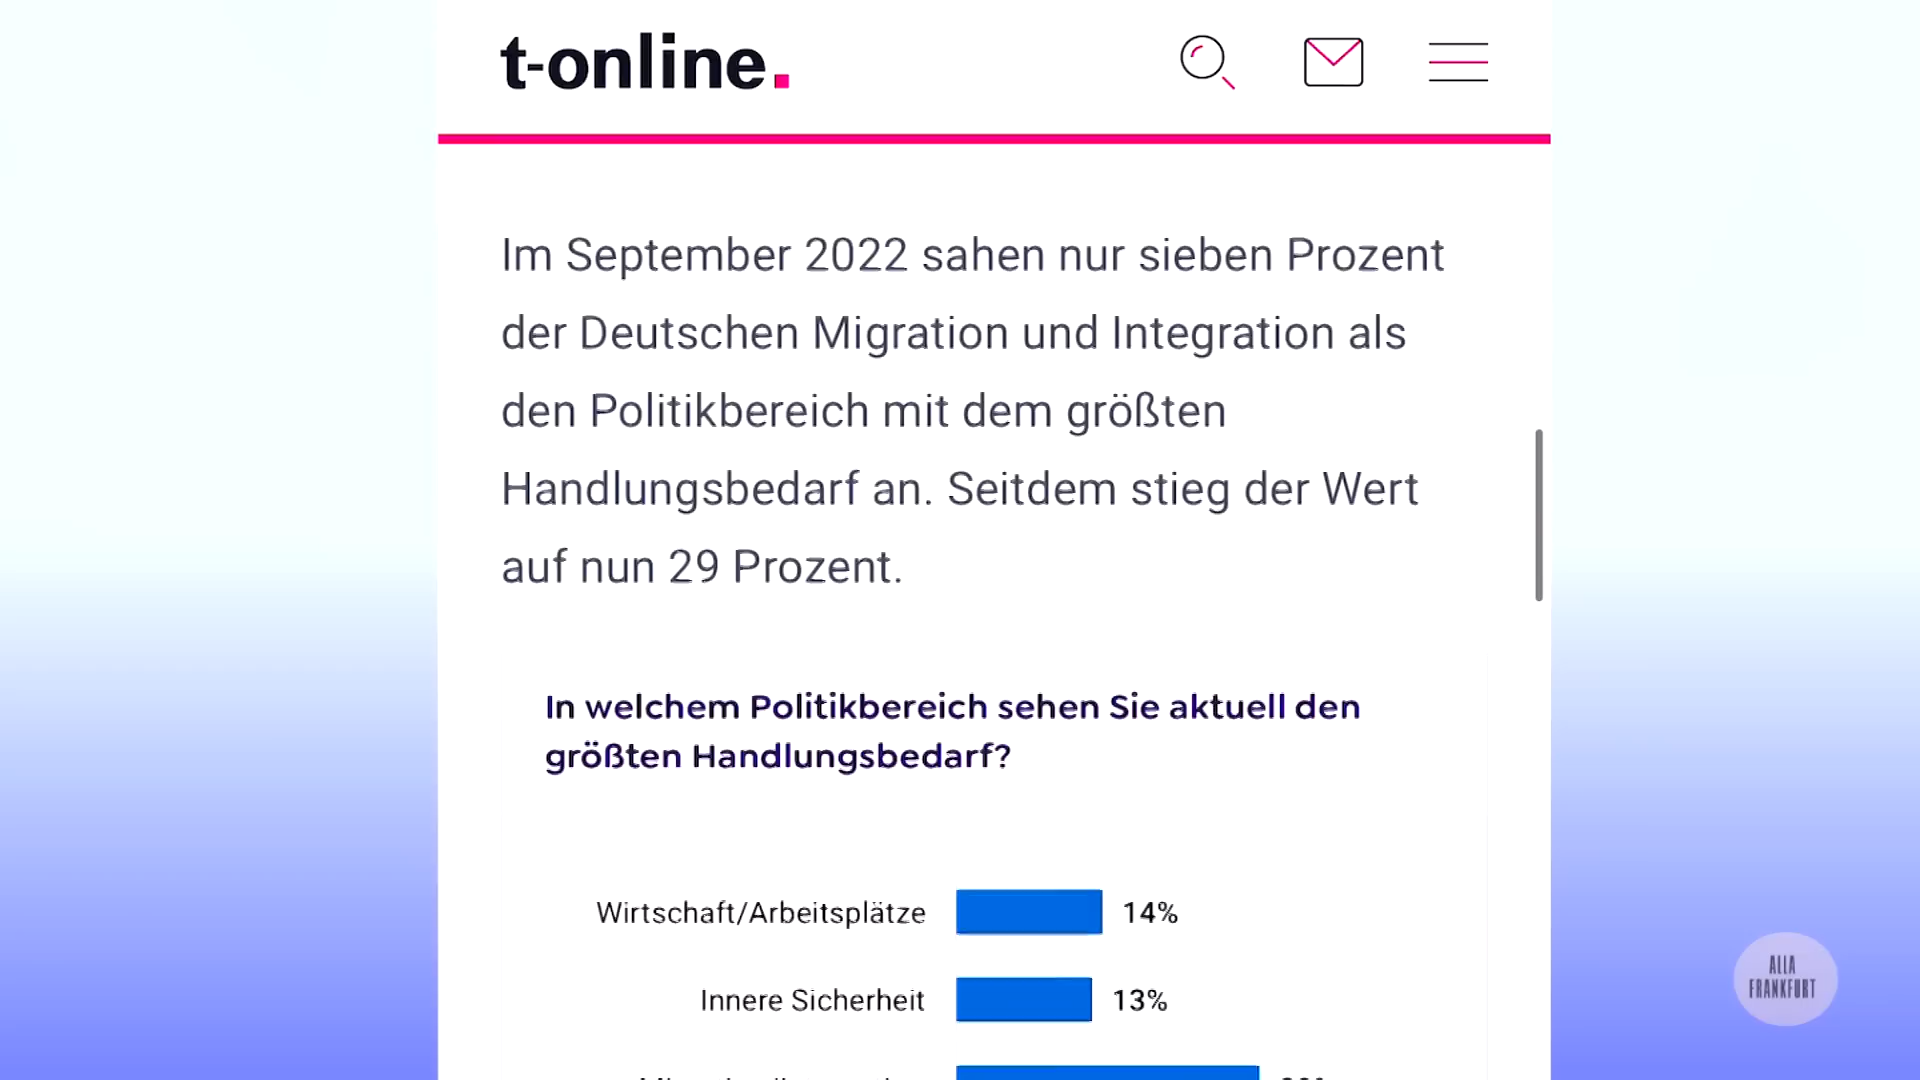 t-online.
Im September 2022 sahen nur sieben Prozent
der Deutschen Migration und Integration als
den Politikbereich mit dem größten
Handlungsbedarf an. Seitdem stieg der Wert
auf nun 29 Prozent.
In welchem Politikbereich sehen Sie aktuell den
größten Handlungsbedarf?
Wirtschaft/Arbeitsplätze 14%
Innere Sicherheit 13%
ALLA
FRANKFURT